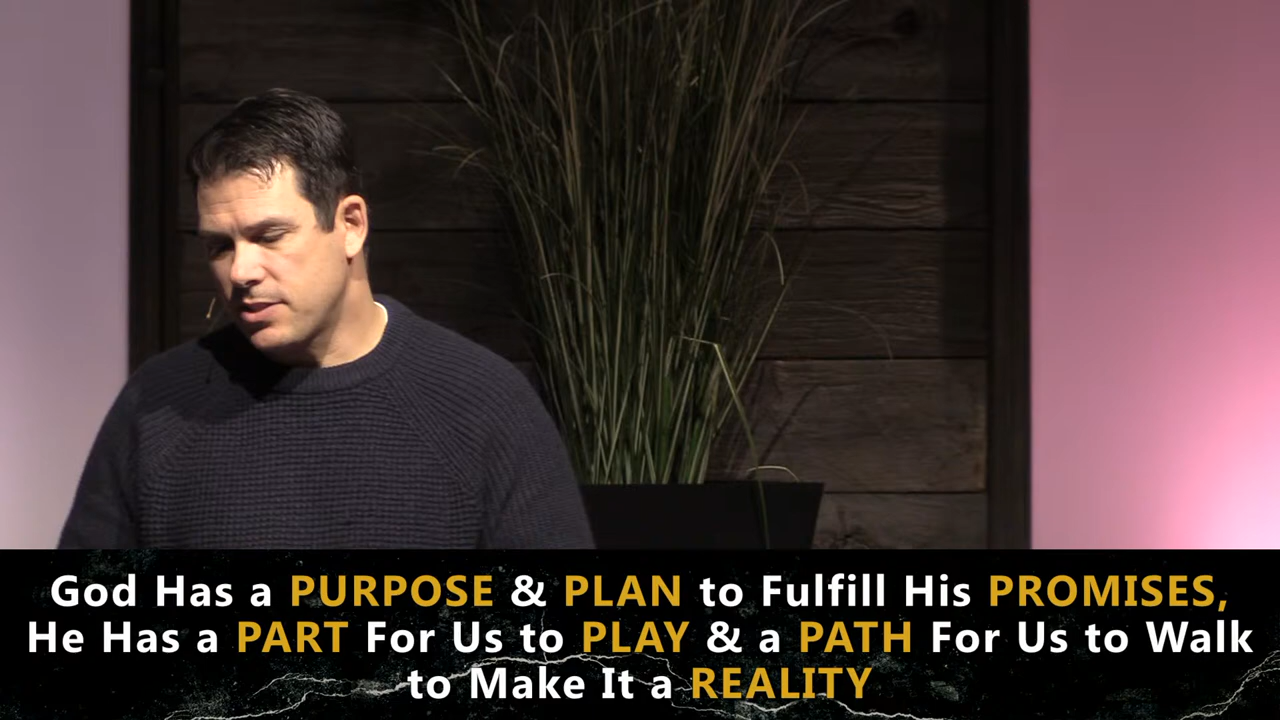 God Has a PURPOSE & PLAN to Fulfill His PROMISES,
He Has a PART For Us to PLAY & a PATH For Us to Walk
to Make It a REALITY